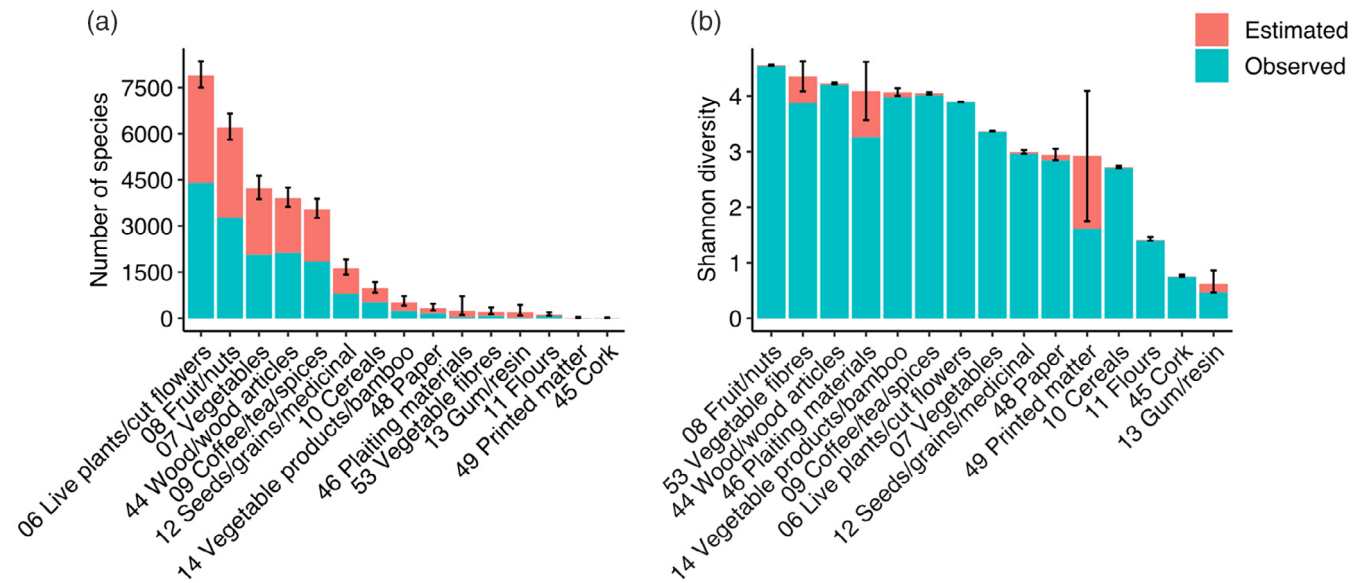 (a)
Number of species
7500
6000
4500
3000
1500
0
06 Live plants/cut flowers
08 Fruit/nuts
07 Vegetables
44 Wood/wood articles
09 Coffee/tea/spices
12 Seeds/grains/medicinal
10 Cereals
14 Vegetable products/bamboo
48 Paper
46 Plaiting materials
53 Vegetable fibres
13 Gum/resin
11 Flours
49 Printed matter
45 Cork
(b)
Shannon diversity
4
3
2
1
0
08 Fruit/nuts
53 Vegetable fibres
44 Wood/wood articles
46 Plaiting materials
14 Vegetable products/bamboo
09 Coffee/tea/spices
06 Live plants/cut flowers
07 Vegetables
12 Seeds/grains/medicinal
48 Paper
49 Printed matter
10 Cereals
11 Flours
45 Cork
13 Gum/resin
Estimated
Observed